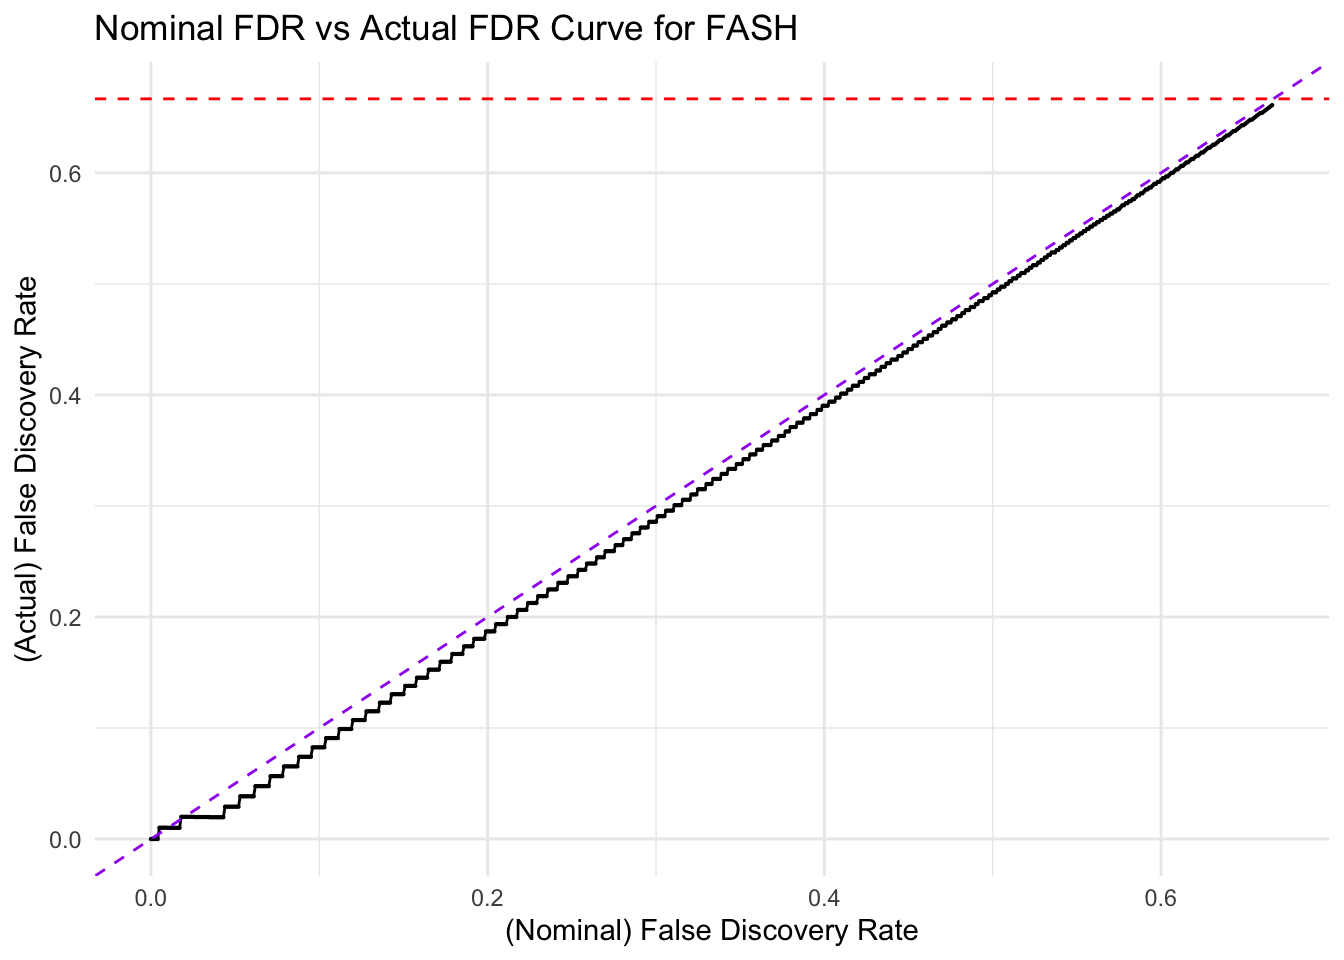 Nominal FDR vs Actual FDR Curve for FASH
(Actual) False Discovery Rate
0.6
0.4
0.2
0.0
0.0 0.2 0.4 0.6
(Nominal) False Discovery Rate